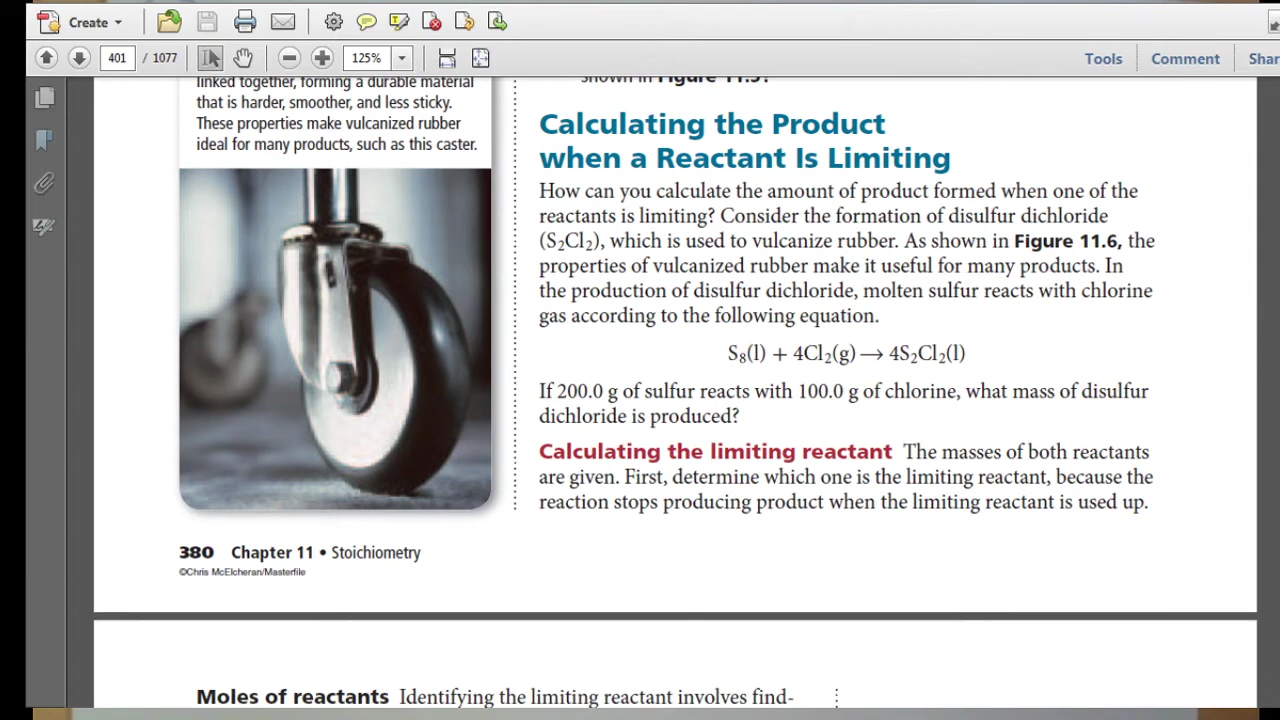 Create
401 / 1077
125%
Tools
Comment
Shar
linked together, forming a durable material
that is harder, smoother, and less sticky.
These properties make vulcanized rubber
ideal for many products, such as this caster.
380 Chapter 11 • Stoichiometry
©Chris McElcheran/Masterfile
shown in Figure 11.5?
Calculating the Product
when a Reactant Is Limiting
How can you calculate the amount of product formed when one of the
reactants is limiting? Consider the formation of disulfur dichloride
(S₂Cl₂), which is used to vulcanize rubber. As shown in Figure 11.6, the
properties of vulcanized rubber make it useful for many products. In
the production of disulfur dichloride, molten sulfur reacts with chlorine
gas according to the following equation.
S₈(l) + 4Cl₂(g) → 4S₂Cl₂(l)
If 200.0 g of sulfur reacts with 100.0 g of chlorine, what mass of disulfur
dichloride is produced?
Calculating the limiting reactant The masses of both reactants
are given. First, determine which one is the limiting reactant, because the
reaction stops producing product when the limiting reactant is used up.
Moles of reactants Identifying the limiting reactant involves find-